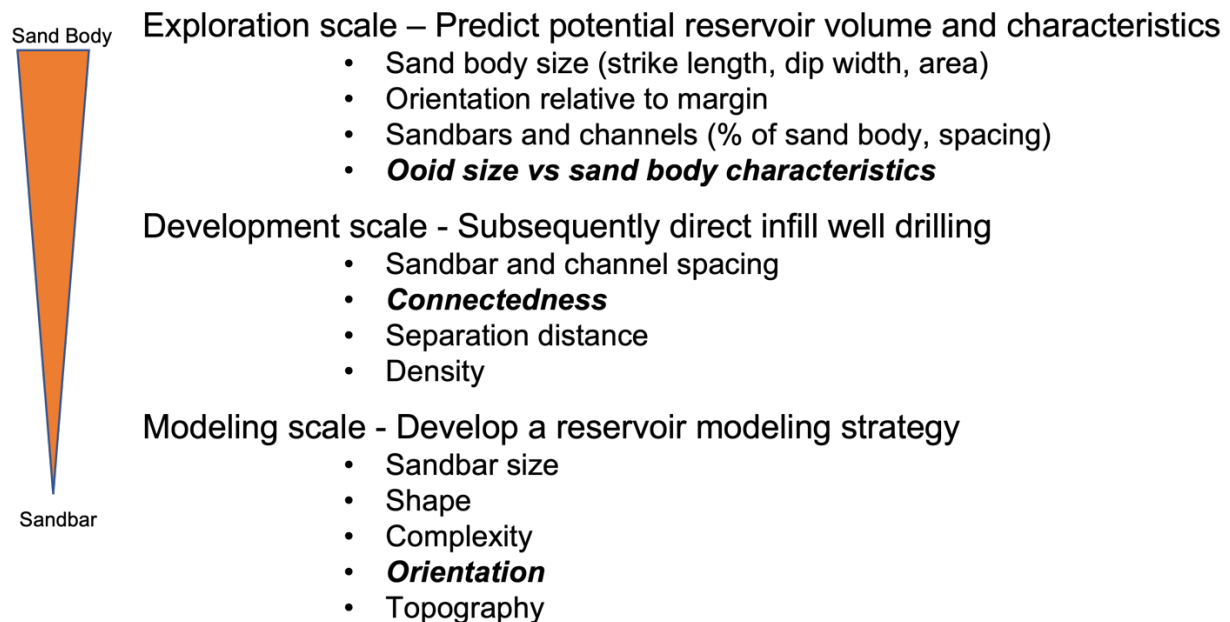 Sand Body
Exploration scale – Predict potential reservoir volume and characteristics
• Sand body size (strike length, dip width, area)
• Orientation relative to margin
• Sandbars and channels (% of sand body, spacing)
• Ooid size vs sand body characteristics
Development scale - Subsequently direct infill well drilling
• Sandbar and channel spacing
• Connectedness
• Separation distance
• Density
Modeling scale - Develop a reservoir modeling strategy
• Sandbar size
• Shape
• Complexity
• Orientation
• Topography
Sandbar